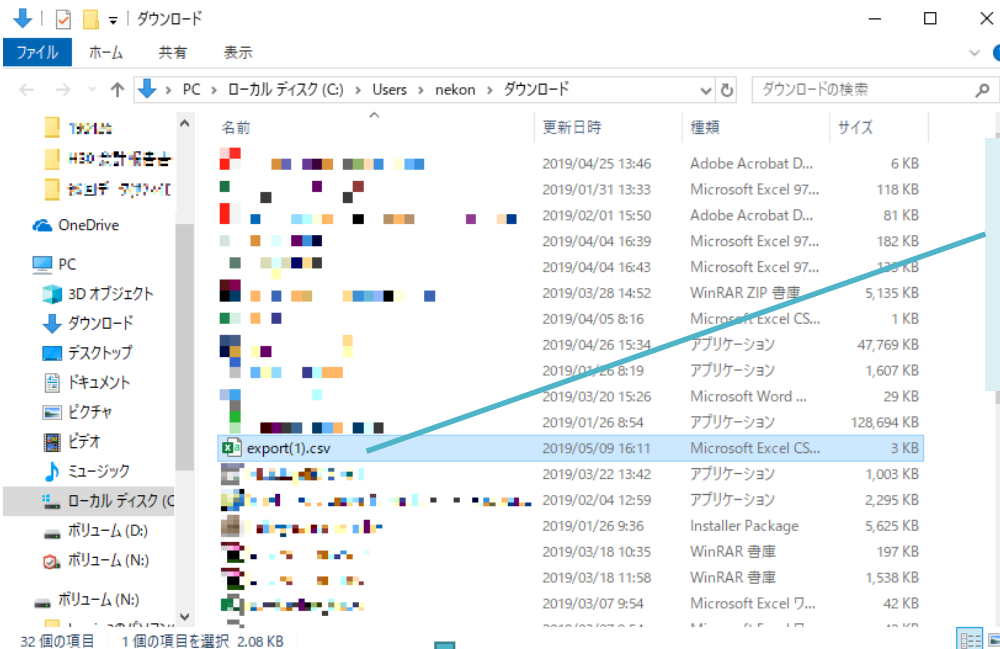 ダウンロード
ファイル ホーム 共有 表示
PC › ローカル ディスク (C:) › Users › nekon › ダウンロード
ダウンロードの検索
名前 更新日時 種類 サイズ
2019/04/25 13:46 Adobe Acrobat D... 6 KB
2019/01/31 13:33 Microsoft Excel 97... 118 KB
2019/02/01 15:50 Adobe Acrobat D... 81 KB
2019/04/04 16:39 Microsoft Excel 97... 182 KB
2019/04/04 16:43 Microsoft Excel 97... 135 KB
2019/03/28 14:52 WinRAR ZIP 書庫 5,135 KB
2019/04/05 8:16 Microsoft Excel CS... 1 KB
2019/04/26 15:34 アプリケーション 47,769 KB
2019/01/26 8:19 アプリケーション 1,607 KB
2019/03/20 15:26 Microsoft Word ... 29 KB
2019/01/26 8:54 アプリケーション 128,694 KB
export(1).csv 2019/05/09 16:11 Microsoft Excel CS... 3 KB
2019/03/22 13:42 アプリケーション 1,003 KB
2019/02/04 12:59 アプリケーション 2,295 KB
2019/01/26 9:36 Installer Package 5,625 KB
2019/03/18 10:35 WinRAR 書庫 197 KB
2019/03/18 11:58 WinRAR 書庫 1,538 KB
2019/03/07 9:54 Microsoft Excel ワ... 42 KB
OneDrive
PC
3D オブジェクト
ダウンロード
デスクトップ
ドキュメント
ピクチャ
ビデオ
ミュージック
ローカル ディスク (C
ボリューム (D:)
ボリューム (N:)
ボリューム (N:)
32 個の項目 1 個の項目を選択 2.08 KB